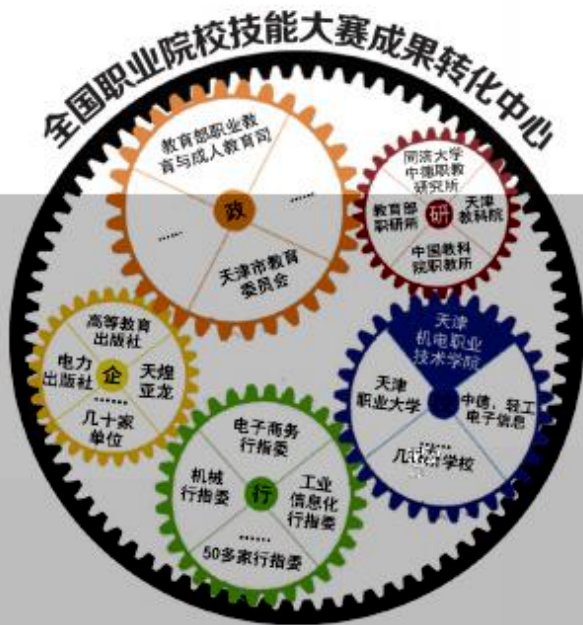 全国职业院校技能大赛成果转化中心
教育部职业教
育与成人教育司
……
政
……
天津市教育
委员会
同济大学
中德职教
研究所
教育部
职研所
研
天津
教科院
中国教科
院职教所
高等教育
出版社
电力
出版社
企
天煌
亚龙
……
几十家
单位
天津
机电职业
技术学院
天津
职业大学
中德,轻工
电子信息
……
学校
电子商务
行指委
机械
行指委
行
工业
信息化
行指委
……
50多家行指委